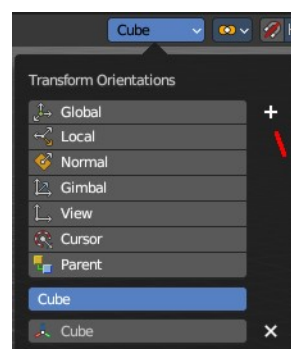 Cube
Transform Orientations
Global
Local
Normal
Gimbal
View
Cursor
Parent
Cube
Cube